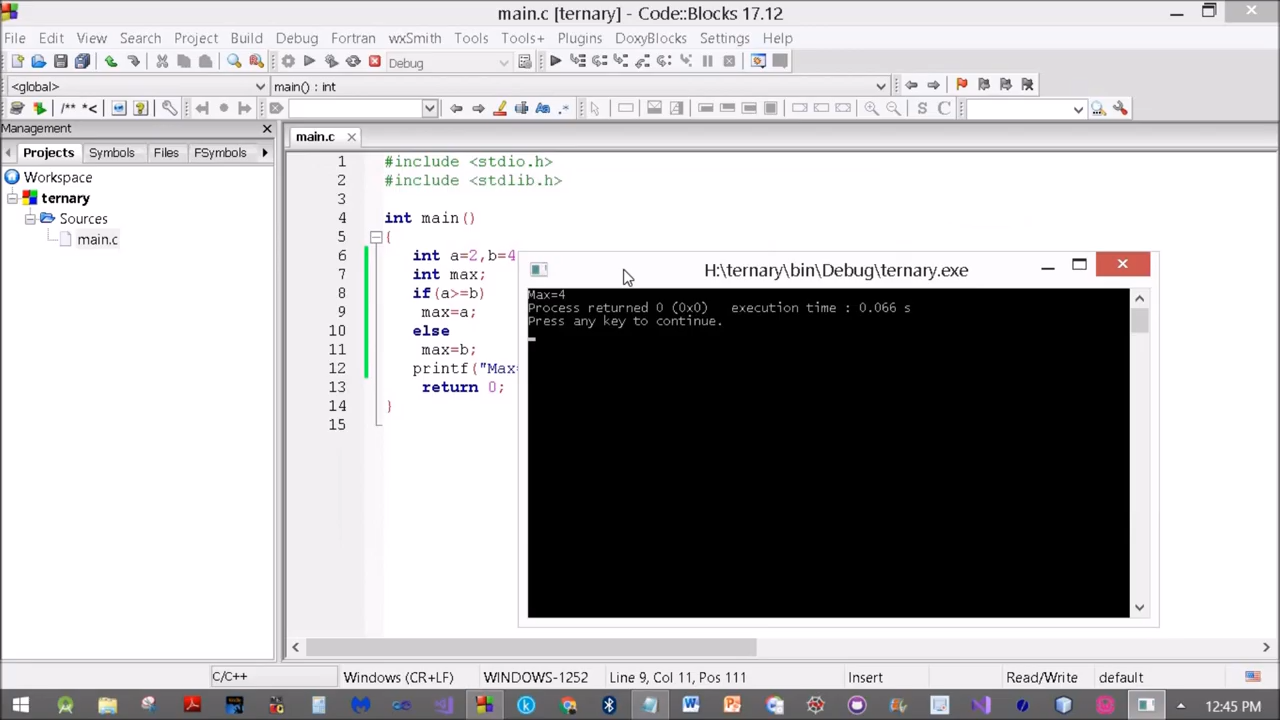 main.c [ternary] - Code::Blocks 17.12
File Edit View Search Project Build Debug Fortran wxSmith Tools Tools+ Plugins DoxyBlocks Settings Help
Debug
<global>
main() : int
/** *<
Aa
.*
S C
Management
main.c
Projects Symbols Files FSymbols
Workspace
ternary
Sources
main.c
1 #include <stdio.h>
2 #include <stdlib.h>
3
4 int main()
5 {
6 int a=2,b=4
7 int max;
8 if(a>=b)
9 max=a;
10 else
11 max=b;
12 printf("Max=
13 return 0;
14 }
15
H:\ternary\bin\Debug\ternary.exe
Max=4
Process returned 0 (0x0) execution time : 0.066 s
Press any key to continue.
C/C++ Windows (CR+LF) WINDOWS-1252 Line 9, Col 11, Pos 111 Insert Read/Write default
12:45 PM